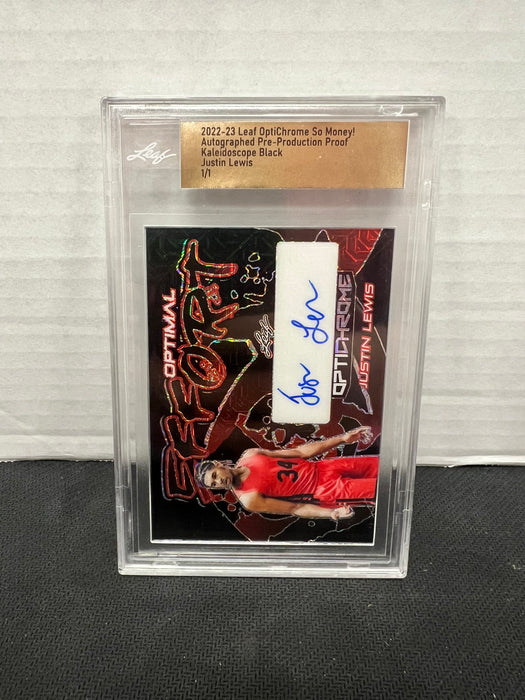 Leaf
2022-23 Leaf OptiChrome So Money!
Autographed Pre-Production Proof
Kaleidoscope Black
Justin Lewis
1/1
OPTIMAL
EFFORT
Leaf
OPTICHROME
JUSTIN LEWIS
34